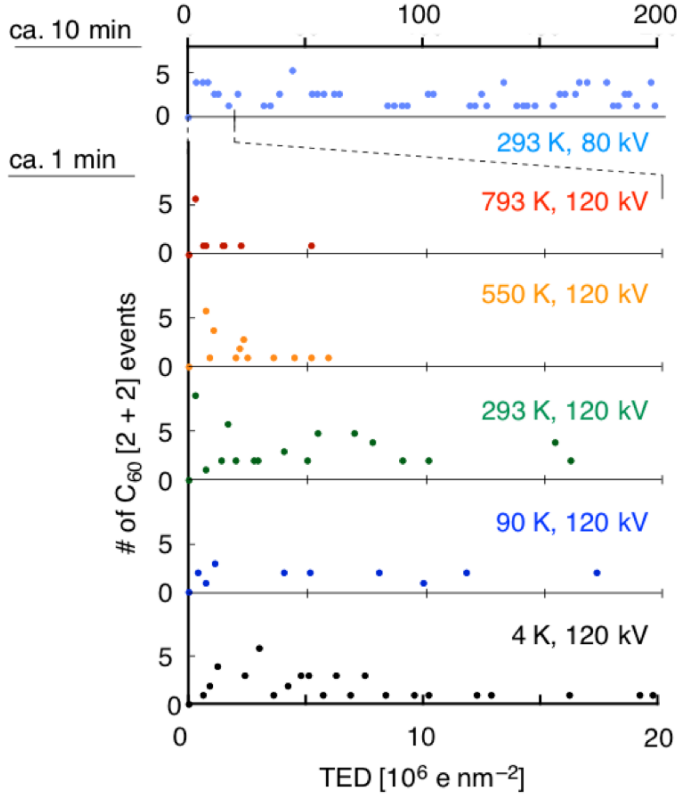 0 100 200
ca. 10 min
5
0
293 K, 80 kV
ca. 1 min
5
0
793 K, 120 kV
5
0
550 K, 120 kV
5
0
293 K, 120 kV
5
0
90 K, 120 kV
5
0
4 K, 120 kV
# of C₆₀ [2 + 2] events
0 10 20
TED [10⁶ e nm⁻²]